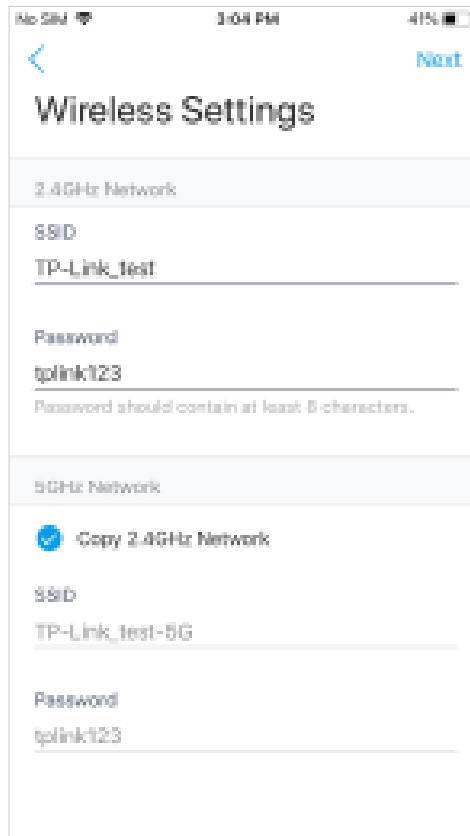 No SIM 3:04 PM 41%
Next
Wireless Settings
2.4GHz Network
SSID
TP-Link_test
Password
tplink123
Password should contain at least 8 characters.
5GHz Network
Copy 2.4GHz Network
SSID
TP-Link_test-5G
Password
tplink123